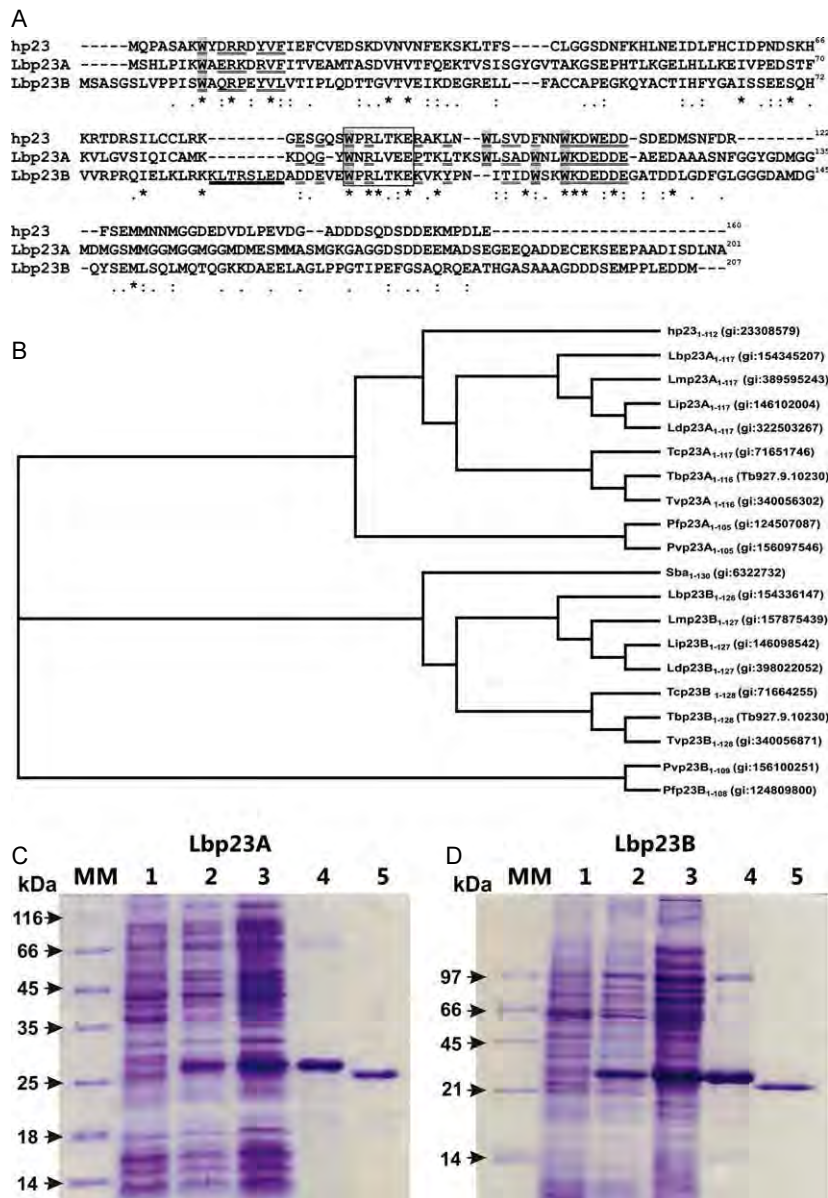 A
hp23 -----MQPASAKWYDRRDYVFIEFCVEDSKDVNVNFEKSKLTFS----CLGGSDNFKHLNEIDLFHCIDPNDSKH 66
Lbp23A -----MSHLPIKWAERKDRVFITVEAMTASDVHVTFQEKTVSISGYGVTAKGSEPHTLKGELHLLKEIVPEDSTF 70
Lbp23B MSASGSLVPPISWAQRPEYVLVTIPLQDTTGVTVEIKDEGRELL---FACCAPEGKQYACTIHFYGAISSEESQH 72
hp23 KRTDRSILCCLRK-------GESGQSWPRLTKERAKLN--WLSVDFNNWKDWEDD-SDEDMSNFDR------ 122
Lbp23A KVLGVSIQICAMK-------KDQG-YWNRLVEEPTKLTKSWLSADWNLWKDEDDE-AEEDAAASNFGGYGDMGG 135
Lbp23B VVRPRQIELKLRKKLTRSLEDADDEVEWPRLTKEKVKYPN----ITIDWSKWKDEDDEEGATDDLGDFGLGGGDAMDG 145
hp23 --FSEMMNNMGGDEDVDLPEVDG--ADDDSQDSDDEKMPDLE---------------- 160
Lbp23A MDMGSMMGGMGGMGGMDMESMMASMGKGAGGDSDDEEMADSEGEEQADDECEKSEEPAADISDLNA 201
Lbp23B -QYSEMLSQLMQTQGKKDAEELAGLPPGTIPEFGSAQRQEATHGASAAAGDDDSEMPPLEDDM--- 207
B
hp23 1-112 (gi:23308579)
Lbp23A 1-117 (gi:154345207)
Lmp23A 1-117 (gi:389595243)
Lip23A 1-117 (gi:146102004)
Ldp23A 1-117 (gi:322503267)
Tcp23A 1-117 (gi:71651746)
Tbp23A 1-116 (Tb927.9.10230)
Tvp23A 1-116 (gi:340056302)
Pfp23A 1-105 (gi:124507087)
Pvp23A 1-105 (gi:156097546)
Sba 1-130 (gi:6322732)
Lbp23B 1-126 (gi:154336147)
Lmp23B 1-127 (gi:157875439)
Lip23B 1-127 (gi:146098542)
Ldp23B 1-127 (gi:398022052)
Tcp23B 1-128 (gi:71664255)
Tbp23B 1-128 (Tb927.9.10230)
Tvp23B 1-128 (gi:340056871)
Pvp23B 1-109 (gi:156100251)
Pfp23B 1-108 (gi:124809800)
C Lbp23A
kDa MM 1 2 3 4 5
116
66
45
35
25
18
14
D Lbp23B
kDa MM 1 2 3 4 5
97
66
45
21
14